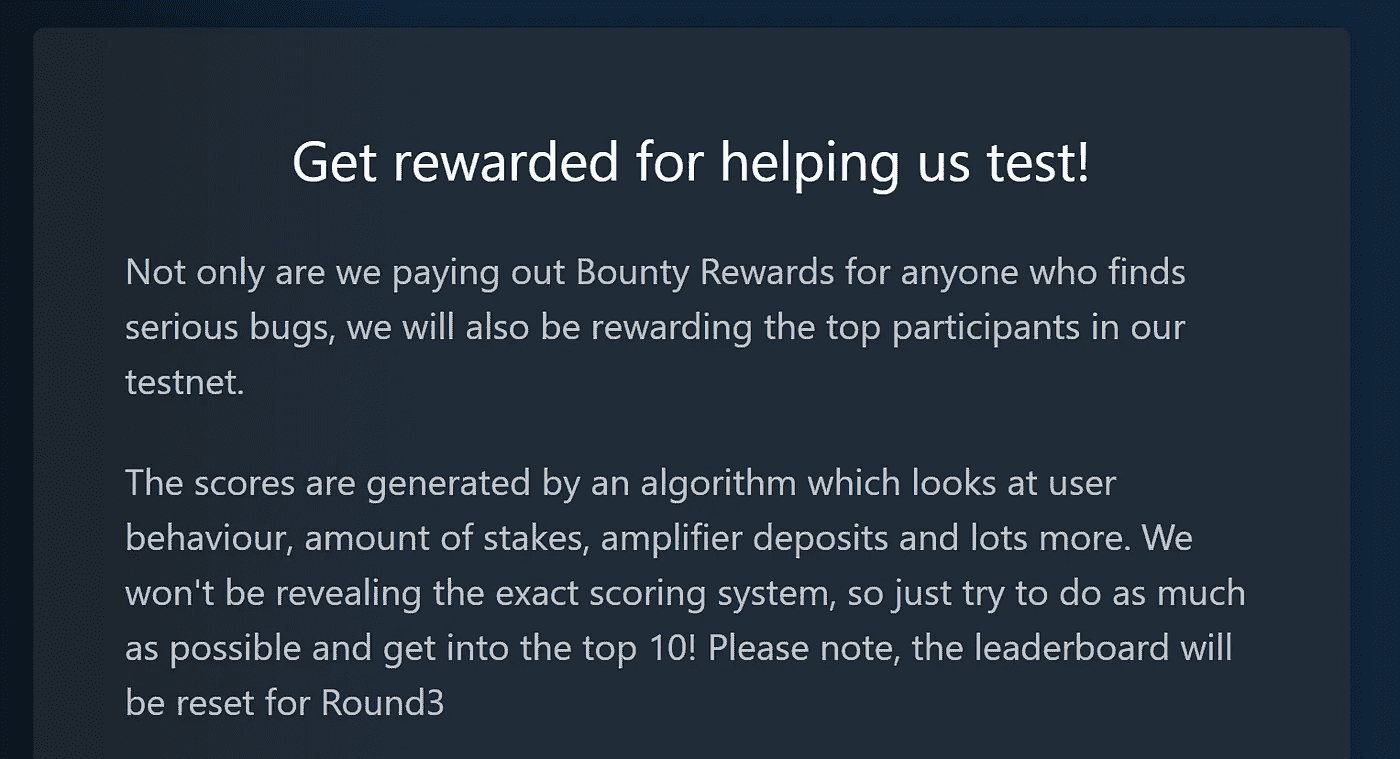 Get rewarded for helping us test!
Not only are we paying out Bounty Rewards for anyone who finds
serious bugs, we will also be rewarding the top participants in our
testnet.
The scores are generated by an algorithm which looks at user
behaviour, amount of stakes, amplifier deposits and lots more. We
won't be revealing the exact scoring system, so just try to do as much
as possible and get into the top 10! Please note, the leaderboard will
be reset for Round3